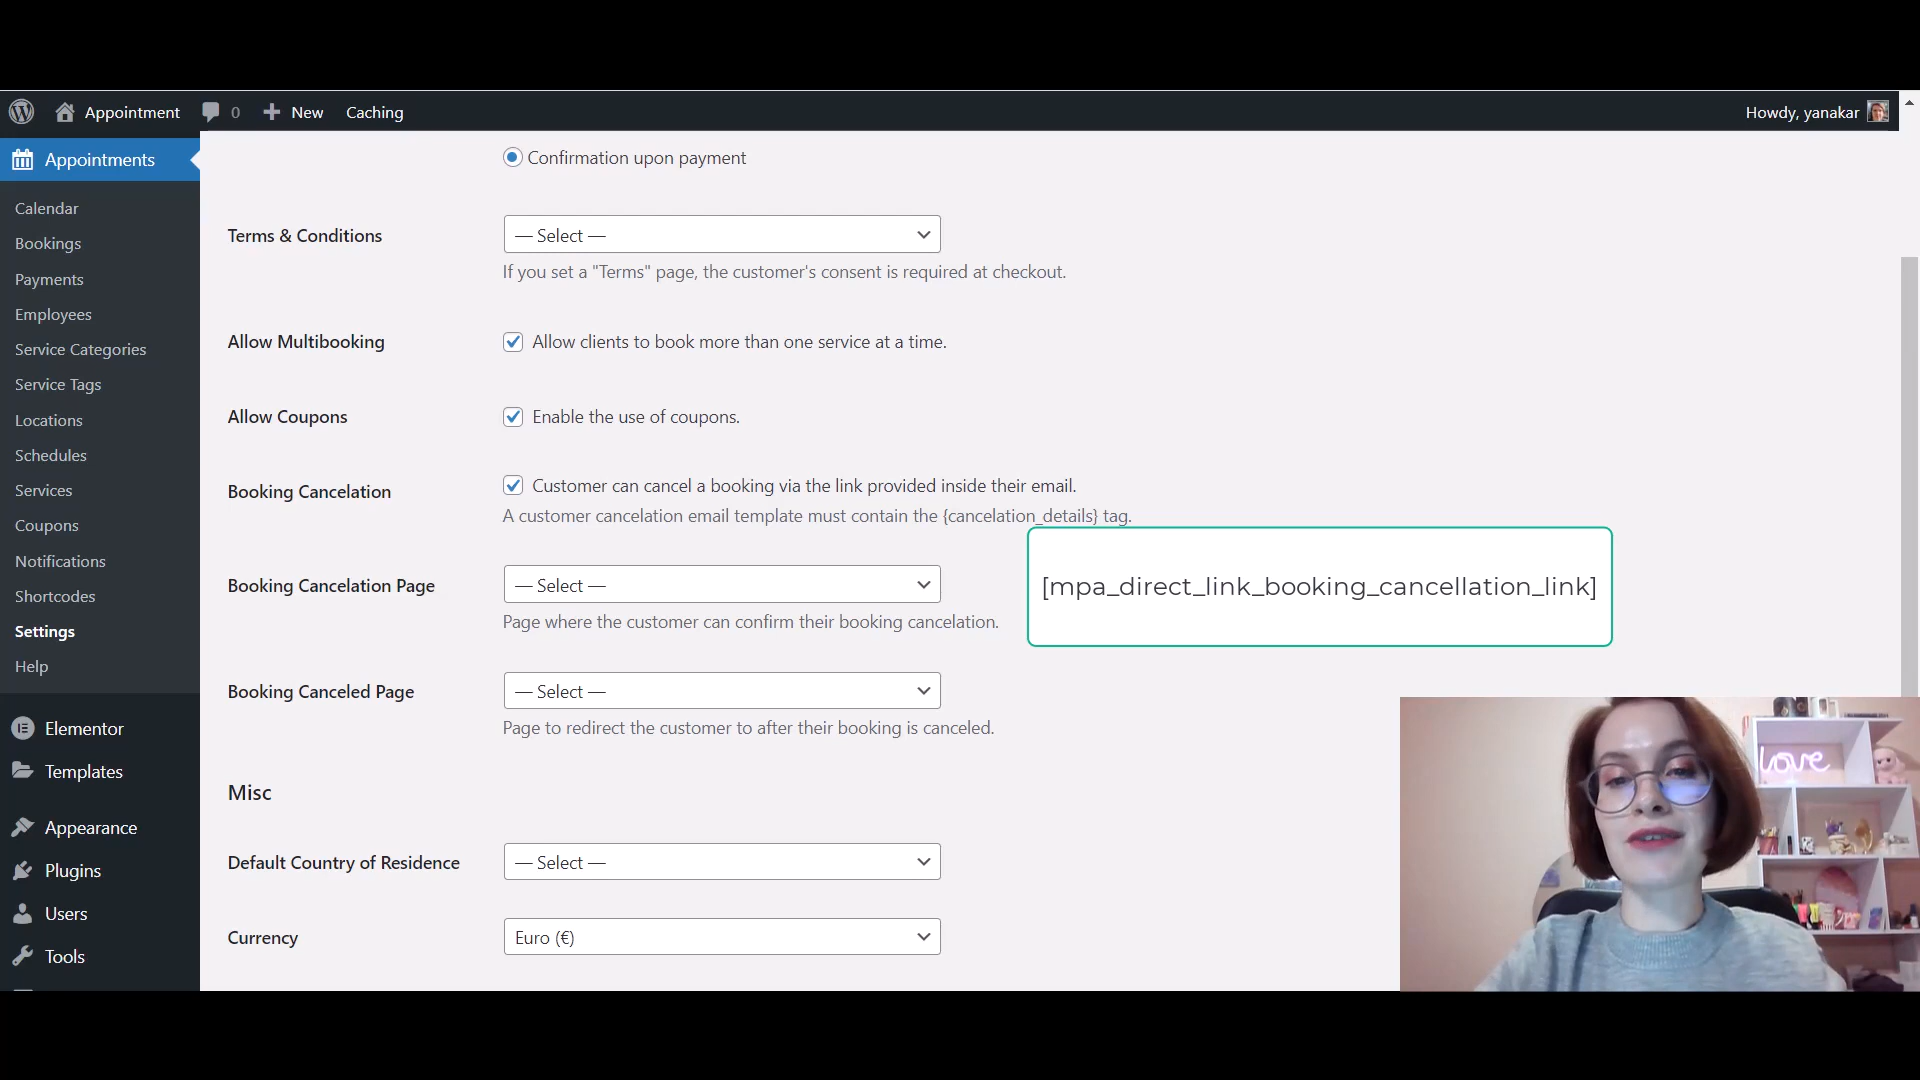 Appointment
0
New
Caching
Howdy, yanakar
Appointments
Calendar
Bookings
Payments
Employees
Service Categories
Service Tags
Locations
Schedules
Services
Coupons
Notifications
Shortcodes
Settings
Help
Elementor
Templates
Appearance
Plugins
Users
Tools
Confirmation upon payment
Terms & Conditions
— Select —
If you set a "Terms" page, the customer's consent is required at checkout.
Allow Multibooking
Allow clients to book more than one service at a time.
Allow Coupons
Enable the use of coupons.
Booking Cancelation
Customer can cancel a booking via the link provided inside their email.
A customer cancelation email template must contain the {cancelation_details} tag.
Booking Cancelation Page
— Select —
Page where the customer can confirm their booking cancelation.
[mpa_direct_link_booking_cancellation_link]
Booking Canceled Page
— Select —
Page to redirect the customer to after their booking is canceled.
Misc
Default Country of Residence
— Select —
Currency
Euro (€)
love